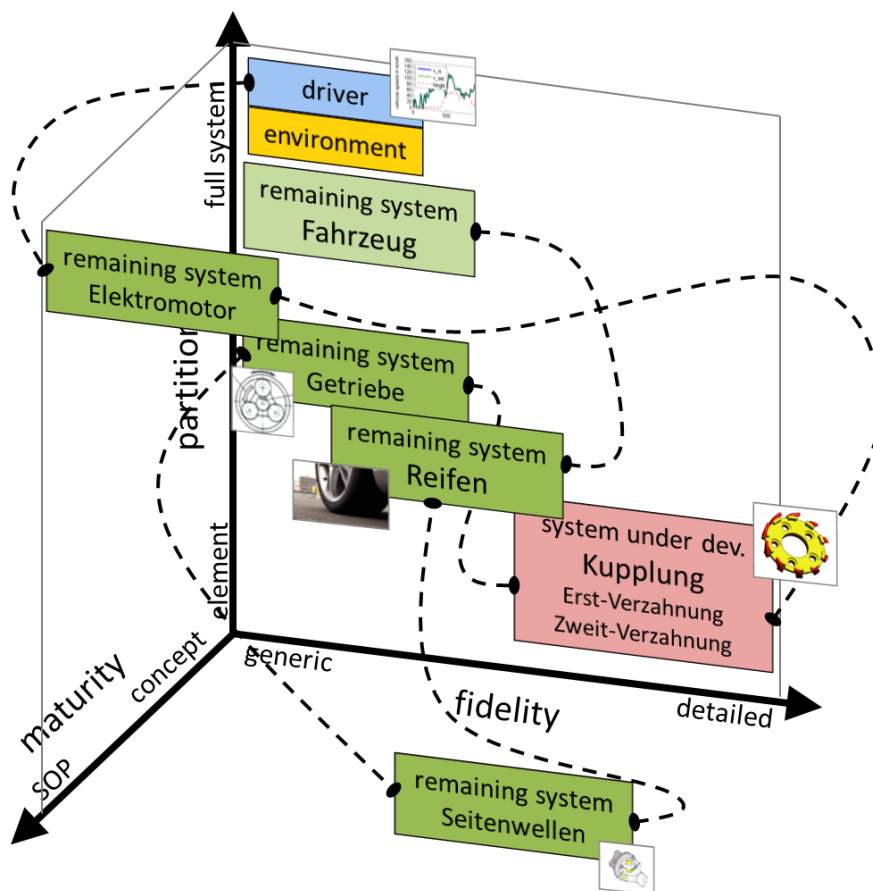 full system
driver
environment
remaining system
Fahrzeug
remaining system
Elektromotor
partition
remaining system
Getriebe
remaining system
Reifen
system under dev.
Kupplung
Erst-Verzahnung
Zweit-Verzahnung
element
concept
maturity
SOP
generic
fidelity
detailed
remaining system
Seitenwellen